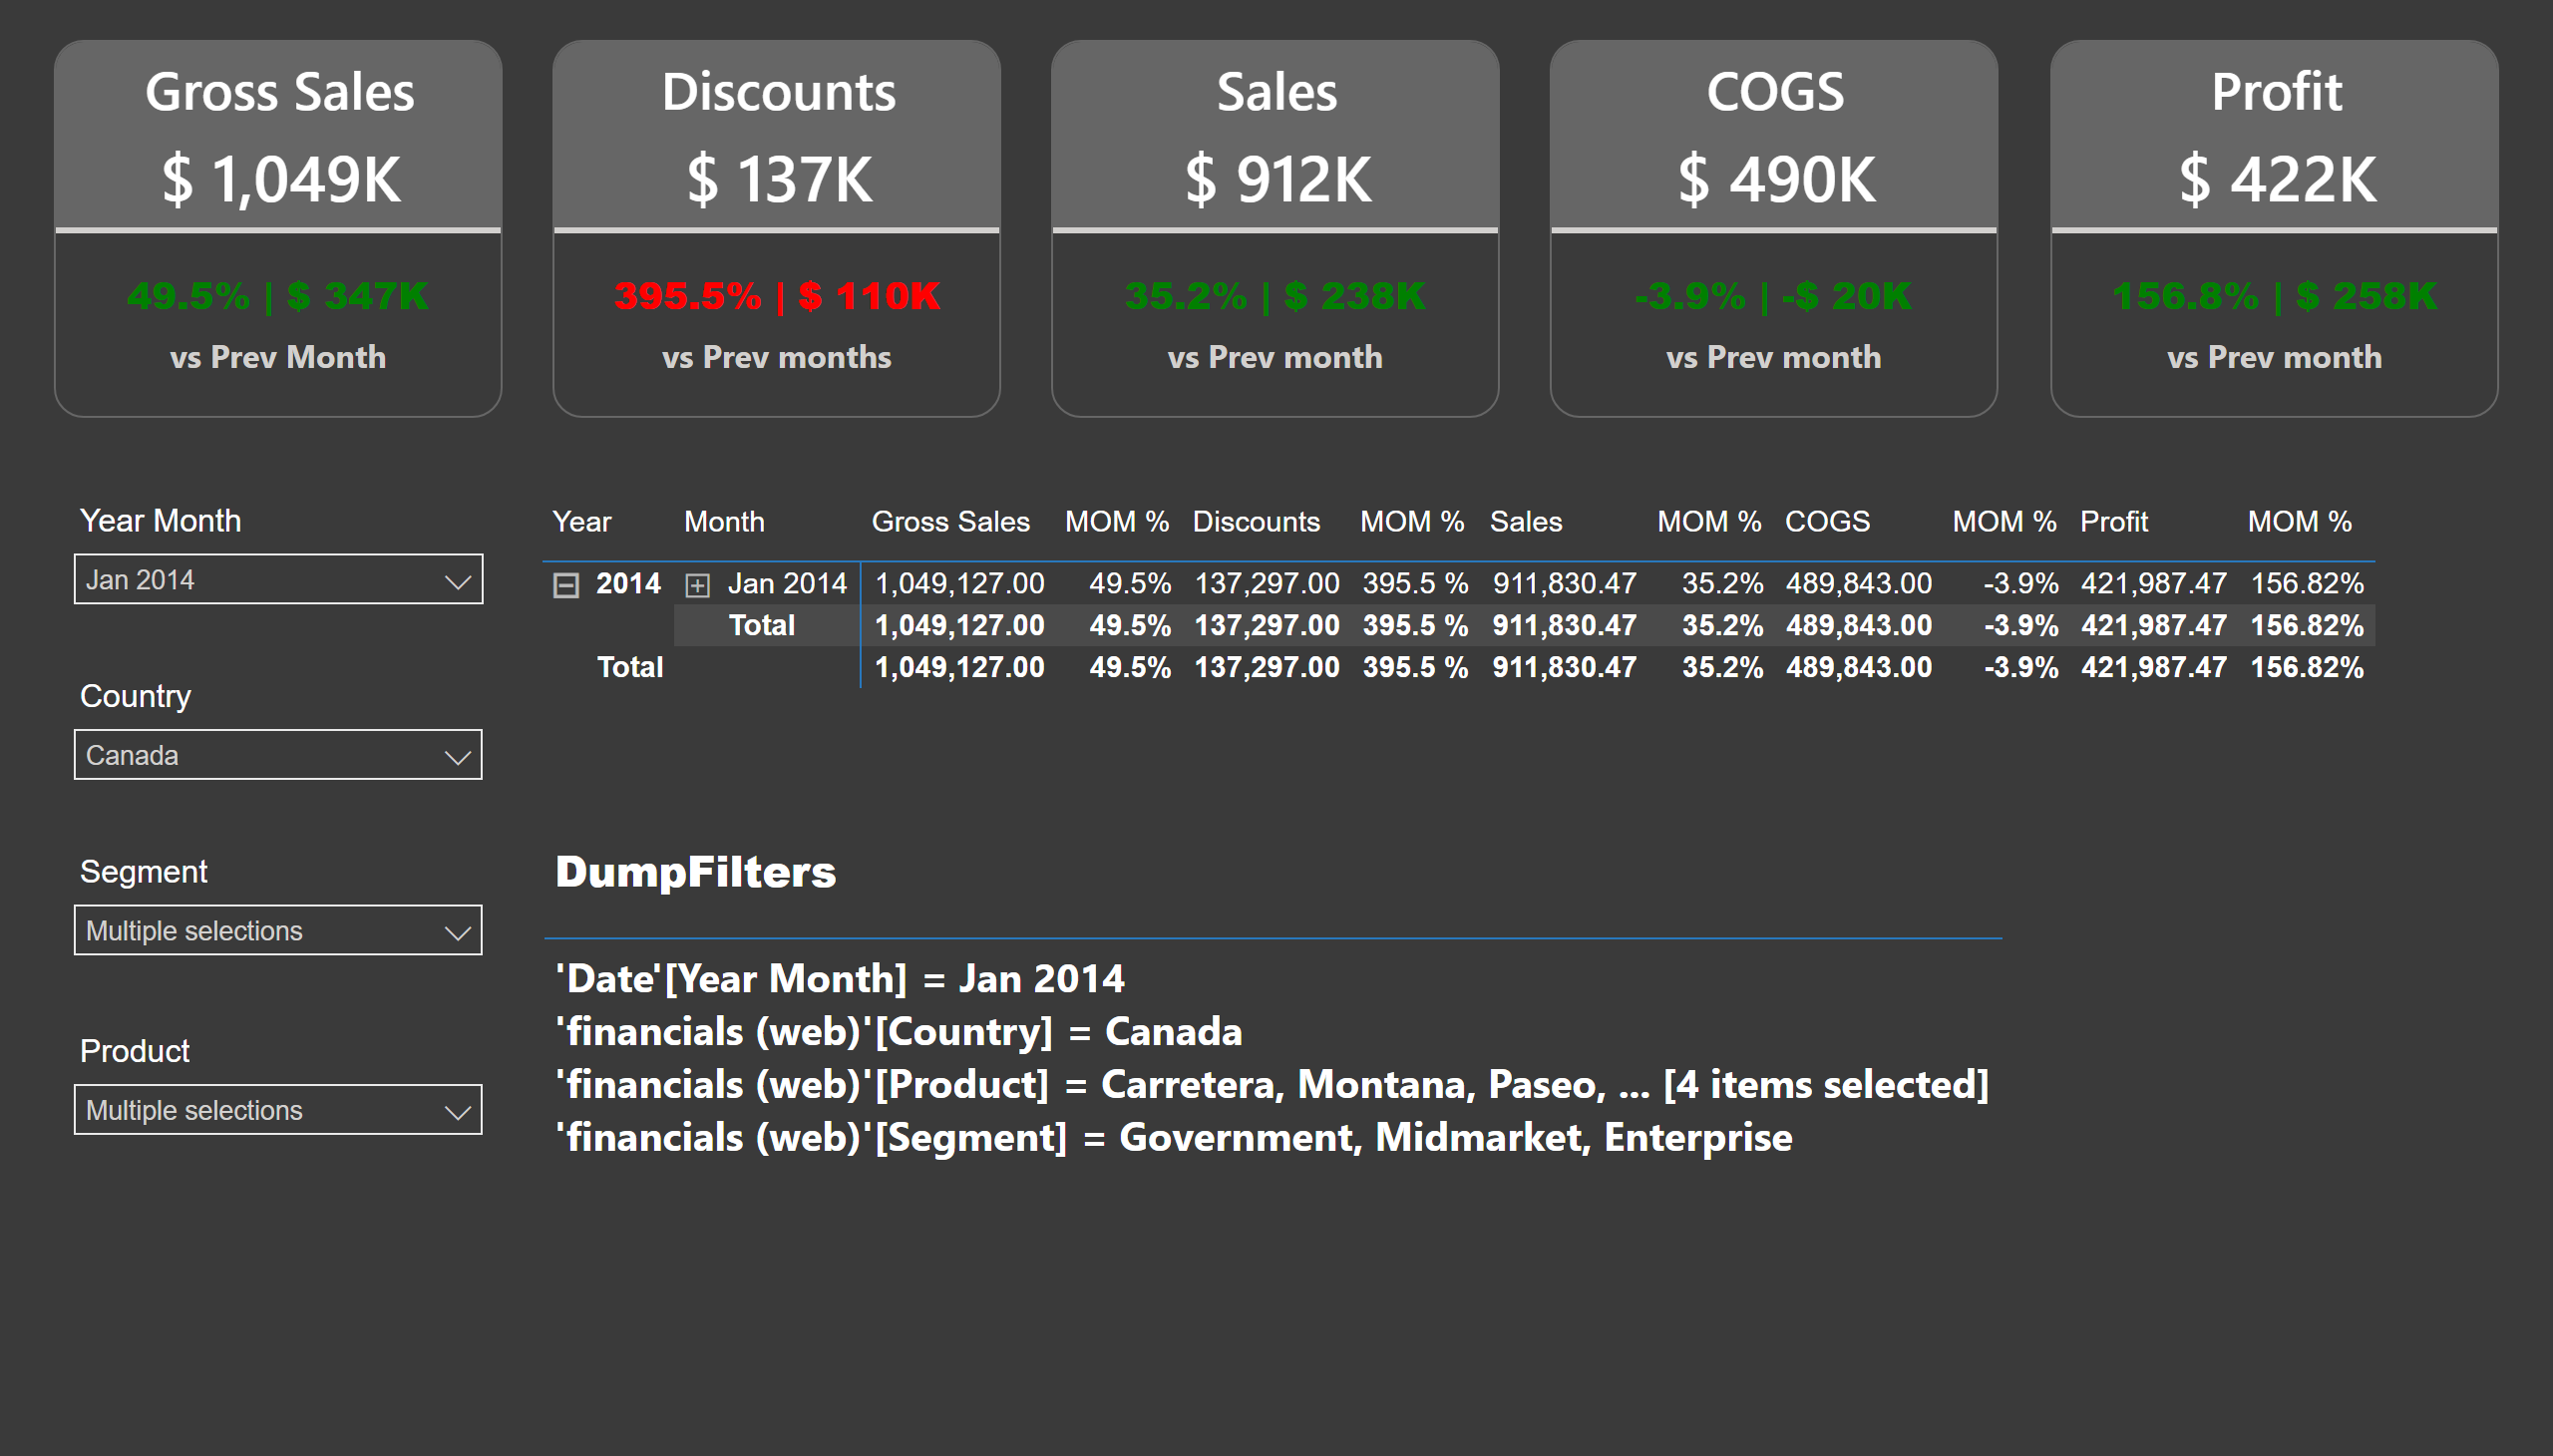 Gross Sales
$ 1,049K
49.5% | $ 347K
vs Prev Month
Discounts
$ 137K
395.5% | $ 110K
vs Prev months
Sales
$ 912K
35.2% | $ 238K
vs Prev month
COGS
$ 490K
-3.9% | -$ 20K
vs Prev month
Profit
$ 422K
156.8% | $ 258K
vs Prev month
Year Month
Jan 2014
Country
Canada
Segment
Multiple selections
Product
Multiple selections
Year Month Gross Sales MOM % Discounts MOM % Sales MOM % COGS MOM % Profit MOM %
2014 Jan 2014 1,049,127.00 49.5% 137,297.00 395.5 % 911,830.47 35.2% 489,843.00 -3.9% 421,987.47 156.82%
Total 1,049,127.00 49.5% 137,297.00 395.5 % 911,830.47 35.2% 489,843.00 -3.9% 421,987.47 156.82%
Total 1,049,127.00 49.5% 137,297.00 395.5 % 911,830.47 35.2% 489,843.00 -3.9% 421,987.47 156.82%
DumpFilters
'Date'[Year Month] = Jan 2014
'financials (web)'[Country] = Canada
'financials (web)'[Product] = Carretera, Montana, Paseo, ... [4 items selected]
'financials (web)'[Segment] = Government, Midmarket, Enterprise